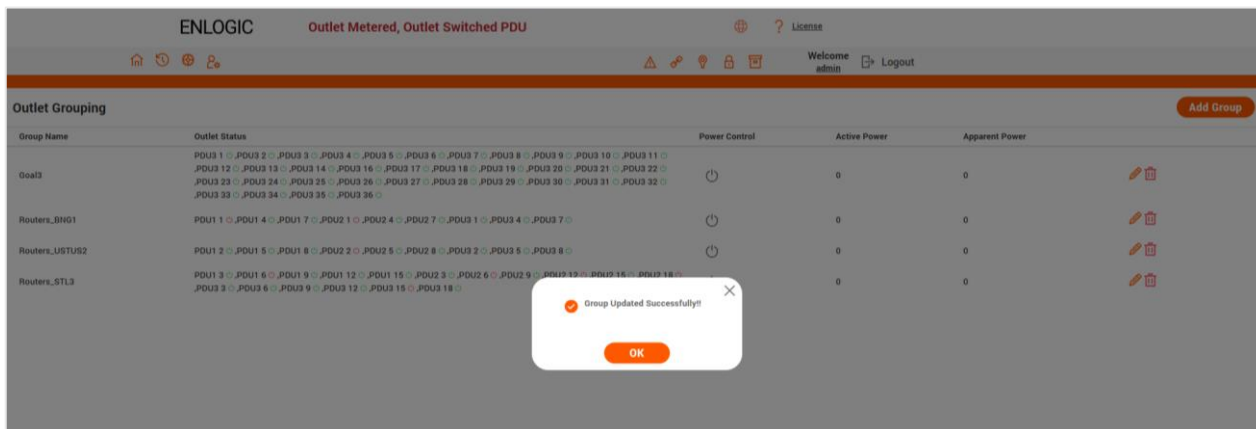 ENLOGIC Outlet Metered, Outlet Switched PDU ? License
Welcome admin Logout
Outlet Grouping Add Group
Group Name Outlet Status Power Control Active Power Apparent Power
PDU3 1 ,PDU3 2 ,PDU3 3 ,PDU3 4 ,PDU3 5 ,PDU3 6 ,PDU3 7 ,PDU3 8 ,PDU3 9 ,PDU3 10 ,PDU3 11
Goal3 ,PDU3 12 ,PDU3 13 ,PDU3 14 ,PDU3 16 ,PDU3 17 ,PDU3 18 ,PDU3 19 ,PDU3 20 ,PDU3 21 ,PDU3 22 0 0
,PDU3 23 ,PDU3 24 ,PDU3 25 ,PDU3 26 ,PDU3 27 ,PDU3 28 ,PDU3 29 ,PDU3 30 ,PDU3 31 ,PDU3 32
,PDU3 33 ,PDU3 34 ,PDU3 35 ,PDU3 36
Routers_BNG1 PDU1 1 ,PDU1 4 ,PDU1 7 ,PDU2 1 ,PDU2 4 ,PDU2 7 ,PDU3 1 ,PDU3 4 ,PDU3 7 0 0
Routers_USTUS2 PDU1 2 ,PDU1 5 ,PDU1 8 ,PDU2 2 ,PDU2 5 ,PDU2 8 ,PDU3 2 ,PDU3 5 ,PDU3 8 0 0
Routers_STL3 PDU1 3 ,PDU1 6 ,PDU1 9 ,PDU1 12 ,PDU1 15 ,PDU2 3 ,PDU2 6 ,PDU2 9 ,PDU2 12 ,PDU2 15 ,PDU2 18 0 0
,PDU3 3 ,PDU3 6 ,PDU3 9 ,PDU3 12 ,PDU3 15 ,PDU3 18
Group Updated Successfully!!
OK